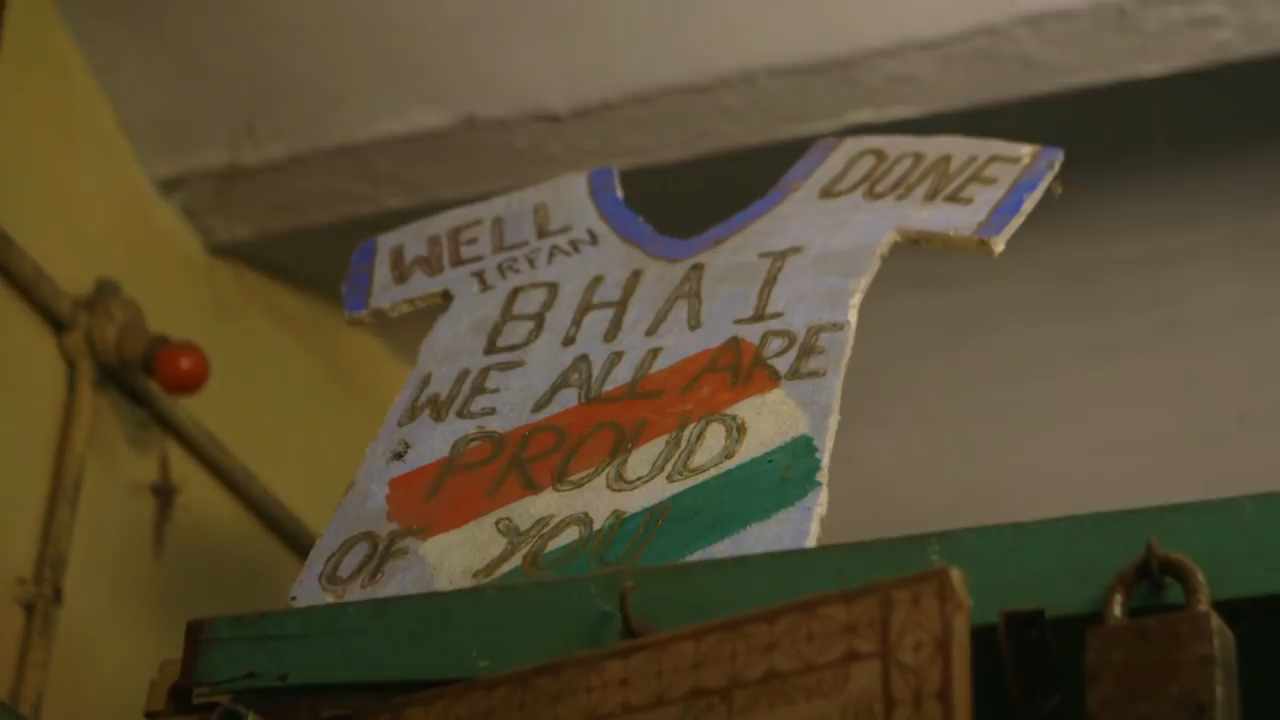 WELL DONE
IRFAN
BHAI
WE ALL ARE
PROUD
OF YOU